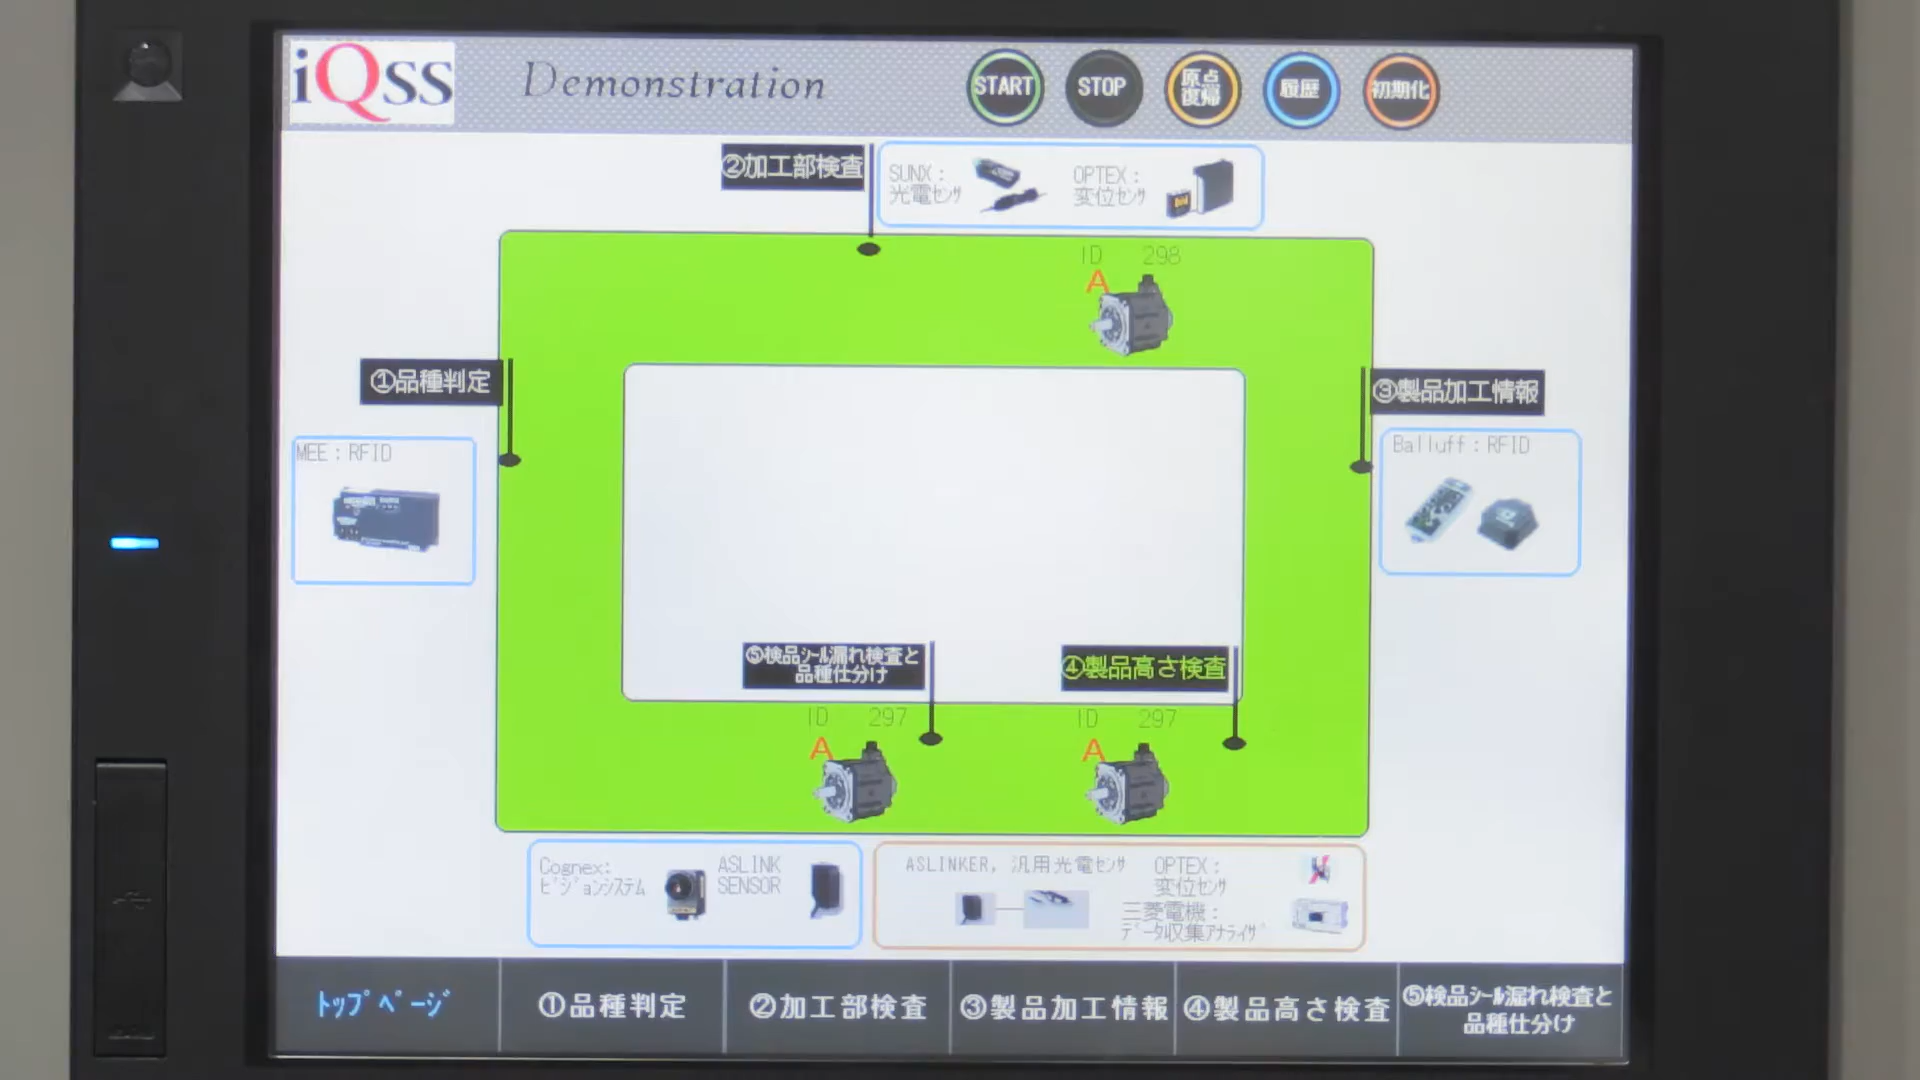 iQSS
Demonstration
START
STOP
原点
復帰
履歴
初期化
②加工部検査
SUNX:
光電センサ
OPTEX:
変位センサ
ID 298
A
①品種判定
③製品加工情報
MEE:RFID
Balluff:RFID
⑤検品シール漏れ検査と
品種仕分け
④製品高さ検査
ID 297
A
ID 297
A
Cognex:
ビジョンシステム
ASLINK
SENSOR
ASLINKER, 汎用光電センサ
OPTEX:
変位センサ
三菱電機:
データ収集アナライザ
トップページ
①品種判定
②加工部検査
③製品加工情報
④製品高さ検査
⑤検品シール漏れ検査と
品種仕分け